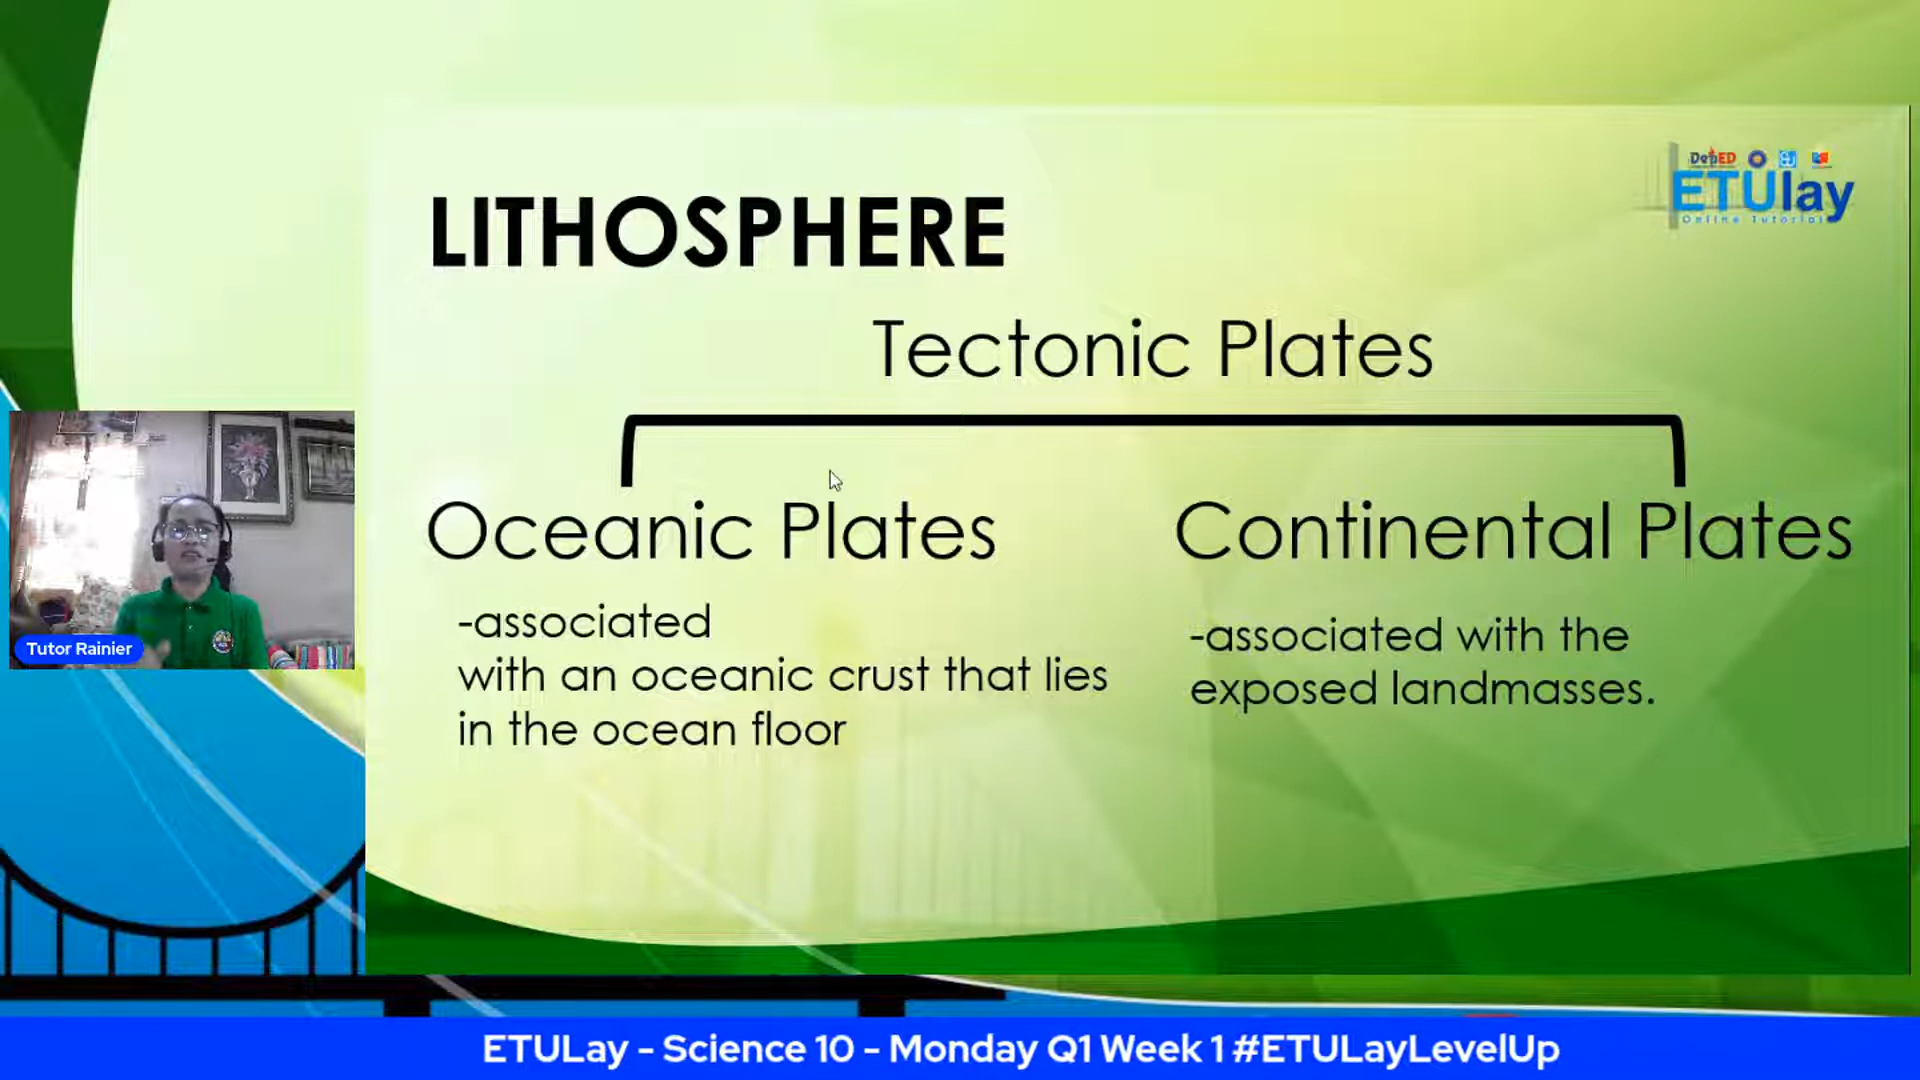 DepED
ETUlay
Online Tutorial
LITHOSPHERE
Tectonic Plates
Oceanic Plates
Continental Plates
-associated
with an oceanic crust that lies
in the ocean floor
-associated with the
exposed landmasses.
Tutor Rainier
ETULay - Science 10 - Monday Q1 Week 1 #ETULayLevelUp